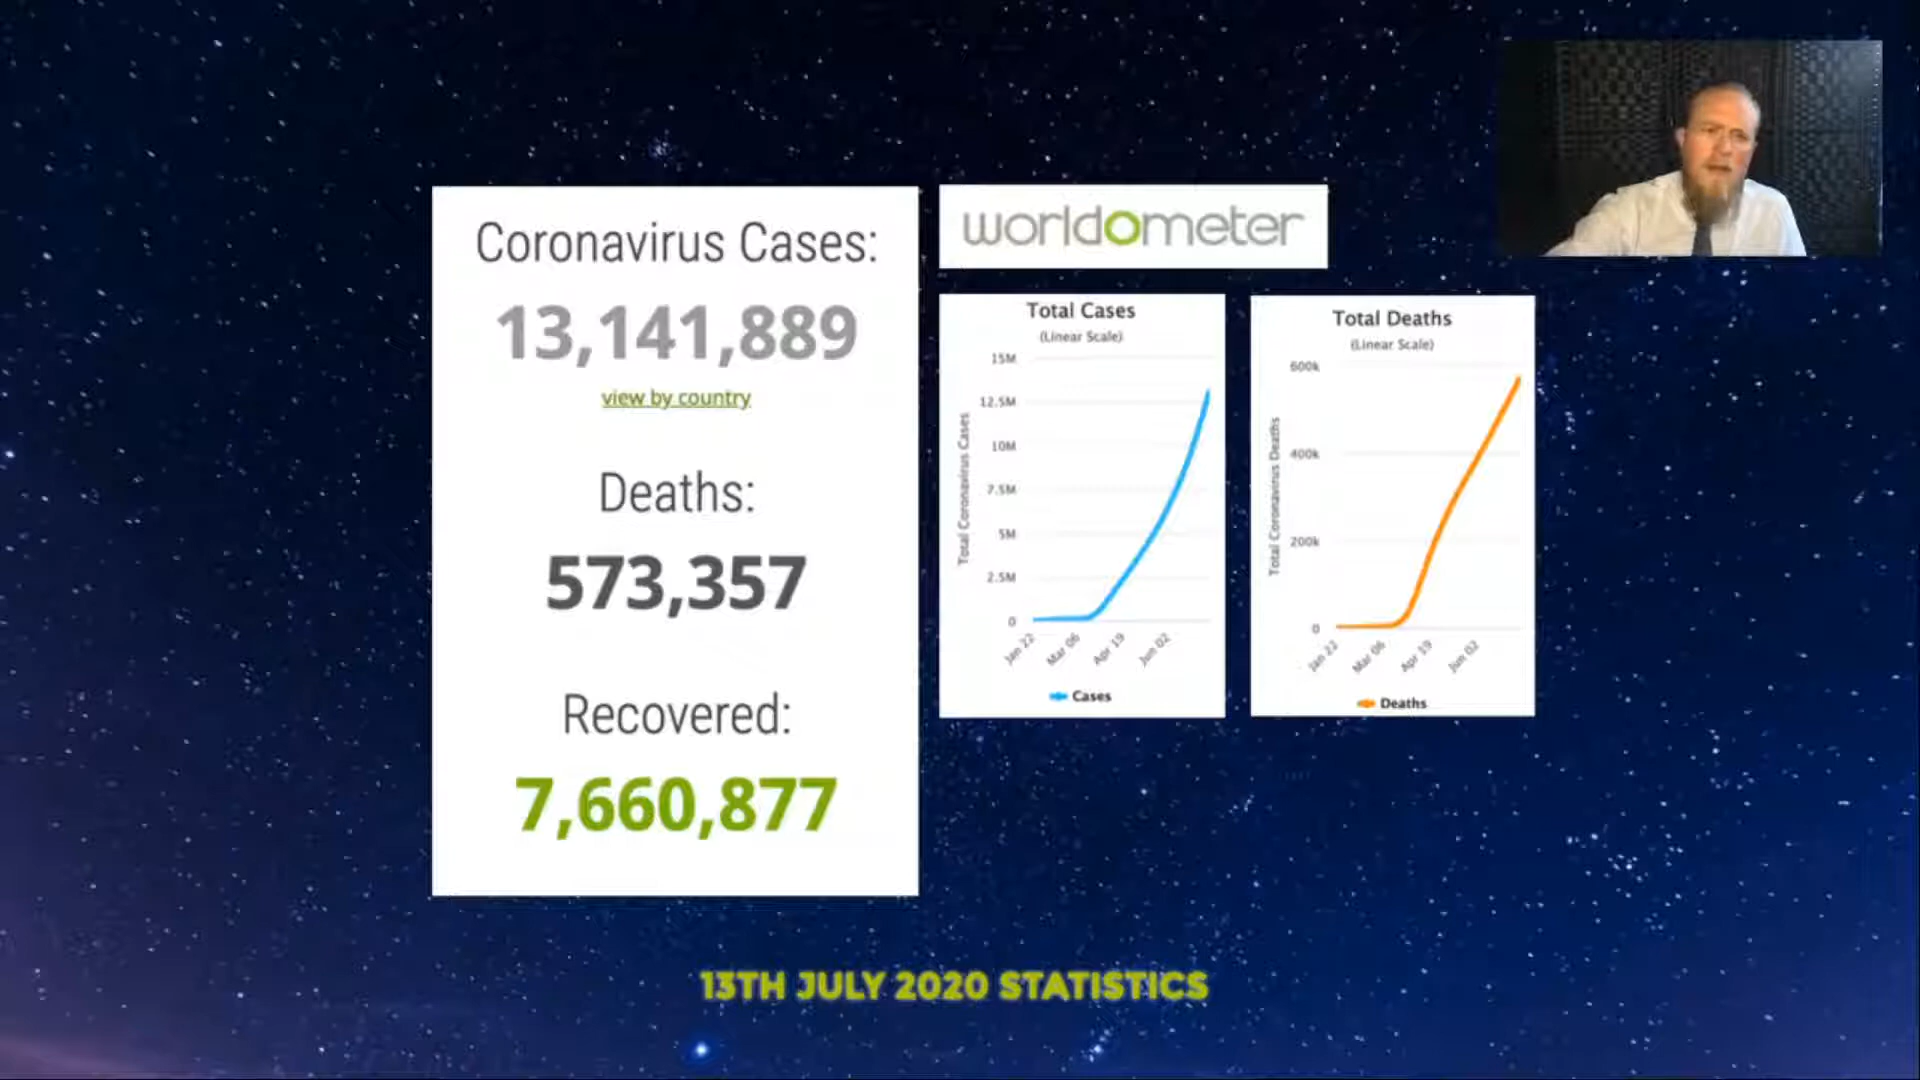 Coronavirus Cases:
13,141,889
view by country
Deaths:
573,357
Recovered:
7,660,877
worldometer
Total Cases
(Linear Scale)
Total Coronavirus Cases
15M
12.5M
10M
7.5M
5M
2.5M
0
Jan 22
Mar 06
Apr 19
Jun 02
Cases
Total Deaths
(Linear Scale)
Total Coronavirus Deaths
600k
400k
200k
0
Jan 22
Mar 06
Apr 19
Jun 02
Deaths
13TH JULY 2020 STATISTICS